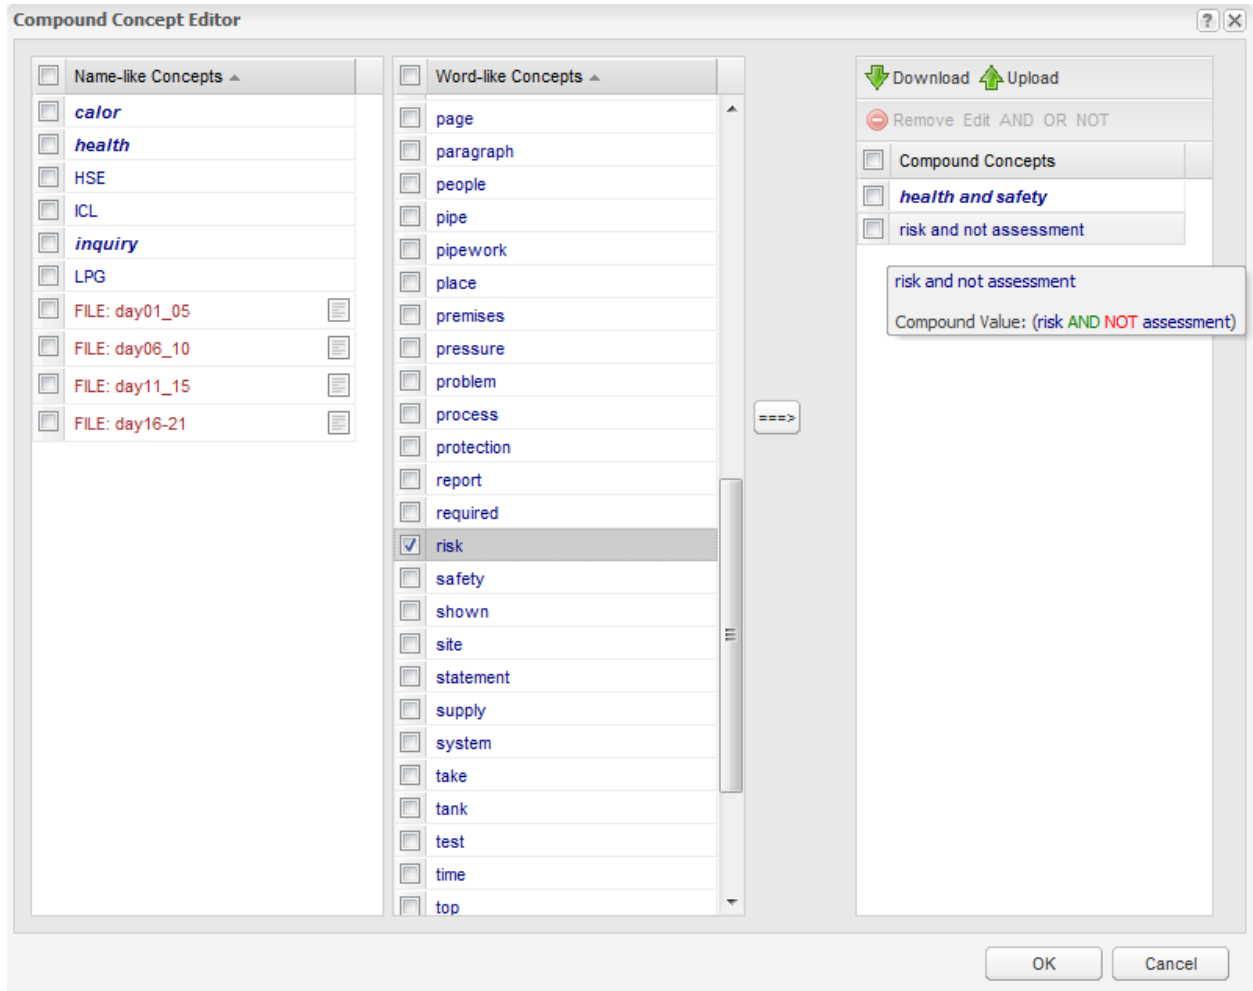 Compound Concept Editor
?
Name-like Concepts
calor
health
HSE
ICL
inquiry
LPG
FILE: day01_05
FILE: day06_10
FILE: day11_15
FILE: day16-21
Word-like Concepts
page
paragraph
people
pipe
pipework
place
premises
pressure
problem
process
protection
report
required
risk
safety
shown
site
statement
supply
system
take
tank
test
time
top
===>
Download Upload
Remove Edit AND OR NOT
Compound Concepts
health and safety
risk and not assessment
risk and not assessment
Compound Value: (risk AND NOT assessment)
OK Cancel